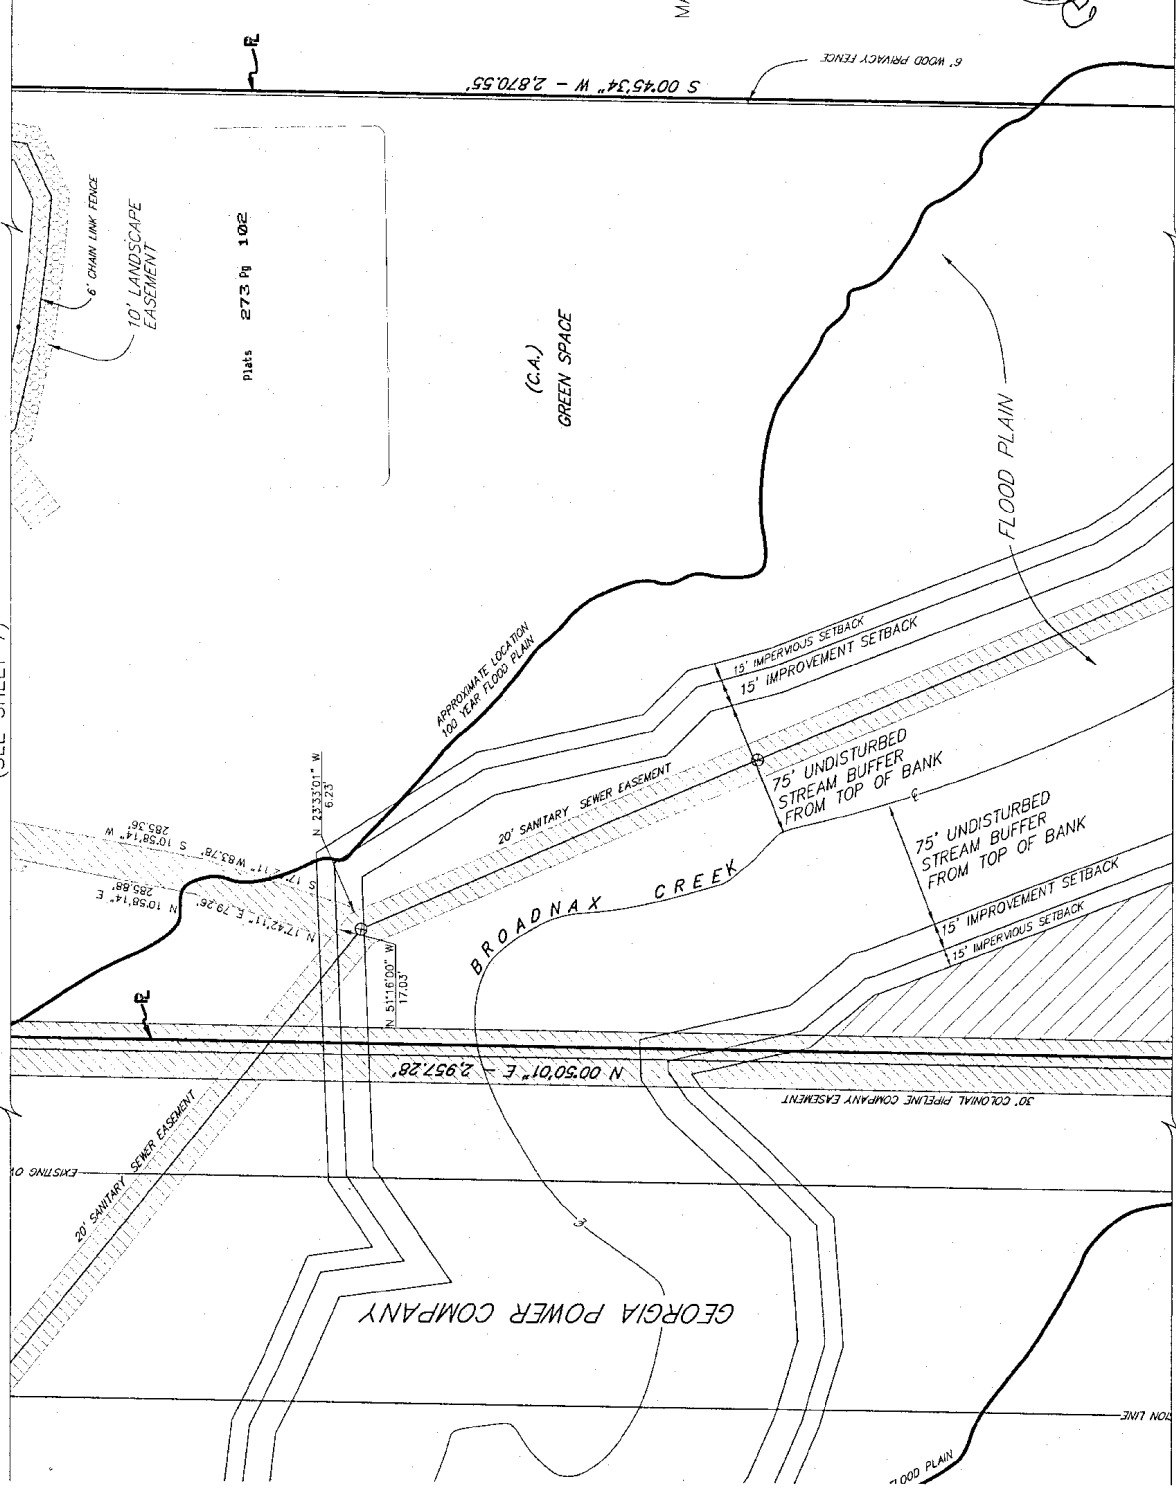 6' WOOD PRIVACY FENCE
S 00°45'34" W - 2,870.55'
6' CHAIN LINK FENCE
10' LANDSCAPE
EASEMENT
Plats 273 Pg 102
(C.A.)
GREEN SPACE
FLOOD PLAIN
APPROXIMATE LOCATION
100 YEAR FLOOD PLAIN
15' IMPERVIOUS SETBACK
15' IMPROVEMENT SETBACK
N 23°33'01" W
6.23'
20' SANITARY SEWER EASEMENT
75' UNDISTURBED
STREAM BUFFER
FROM TOP OF BANK
S 10°58'14" W
285.36'
W 83.78'
N 10°58'14" E
285.88'
N 17°42'11" E 79.26'
BROADNAX CREEK
75' UNDISTURBED
STREAM BUFFER
FROM TOP OF BANK
15' IMPROVEMENT SETBACK
15' IMPERVIOUS SETBACK
N 51°16'00" W
17.03'
N 00°50'01" E - 2,957.28'
30' COLONIAL PIPELINE COMPANY EASEMENT
20' SANITARY SEWER EASEMENT
EXISTING
GEORGIA POWER COMPANY
LINE
PLAIN